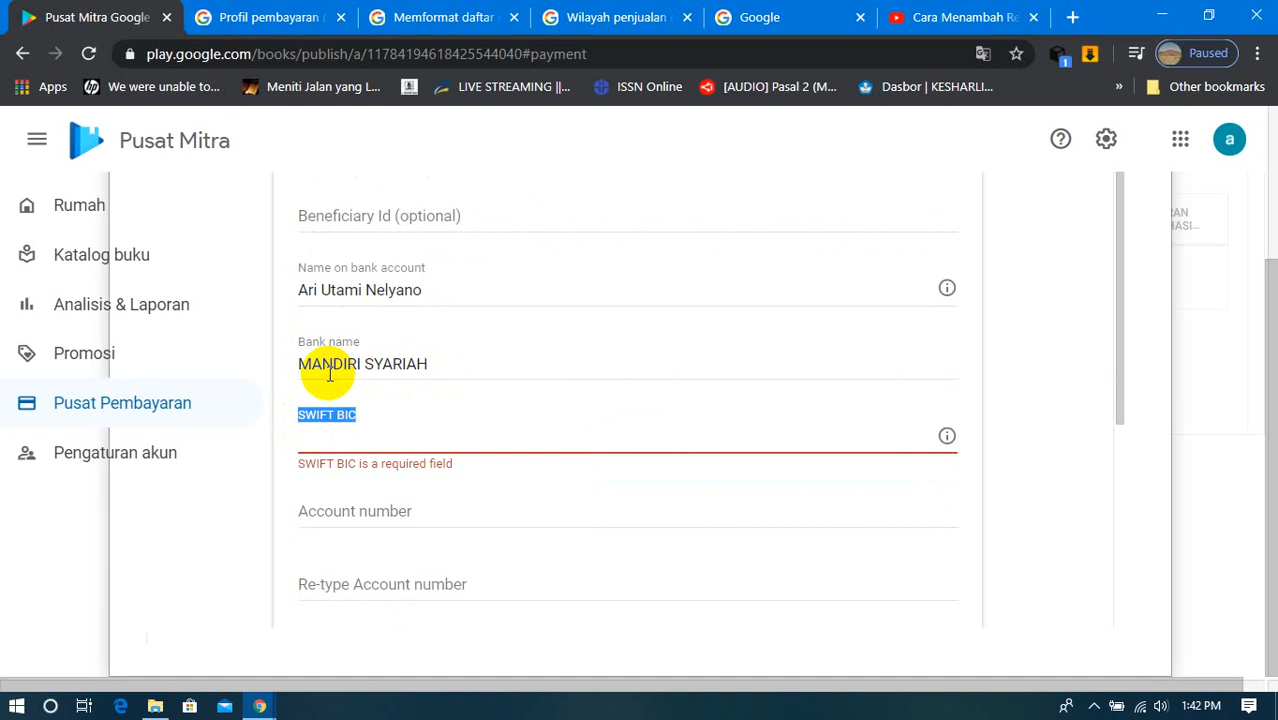 Pusat Mitra Google
Profil pembayaran (
Memformat daftar
Wilayah penjualan
Google
Cara Menambah Re
play.google.com/books/publish/a/11784194618425544040#payment
Paused
1
Apps
We were unable to...
Meniti Jalan yang L...
LIVE STREAMING ||...
ISSN Online
[AUDIO] Pasal 2 (M...
Dasbor | KESHARLI...
»
Other bookmarks
Pusat Mitra
a
Rumah
Katalog buku
Analisis & Laporan
Promosi
Pusat Pembayaran
Pengaturan akun
Beneficiary Id (optional)
Name on bank account
Ari Utami Nelyano
Bank name
MANDIRI SYARIAH
SWIFT BIC
SWIFT BIC is a required field
Account number
Re-type Account number
RAN
HASI...
1:42 PM